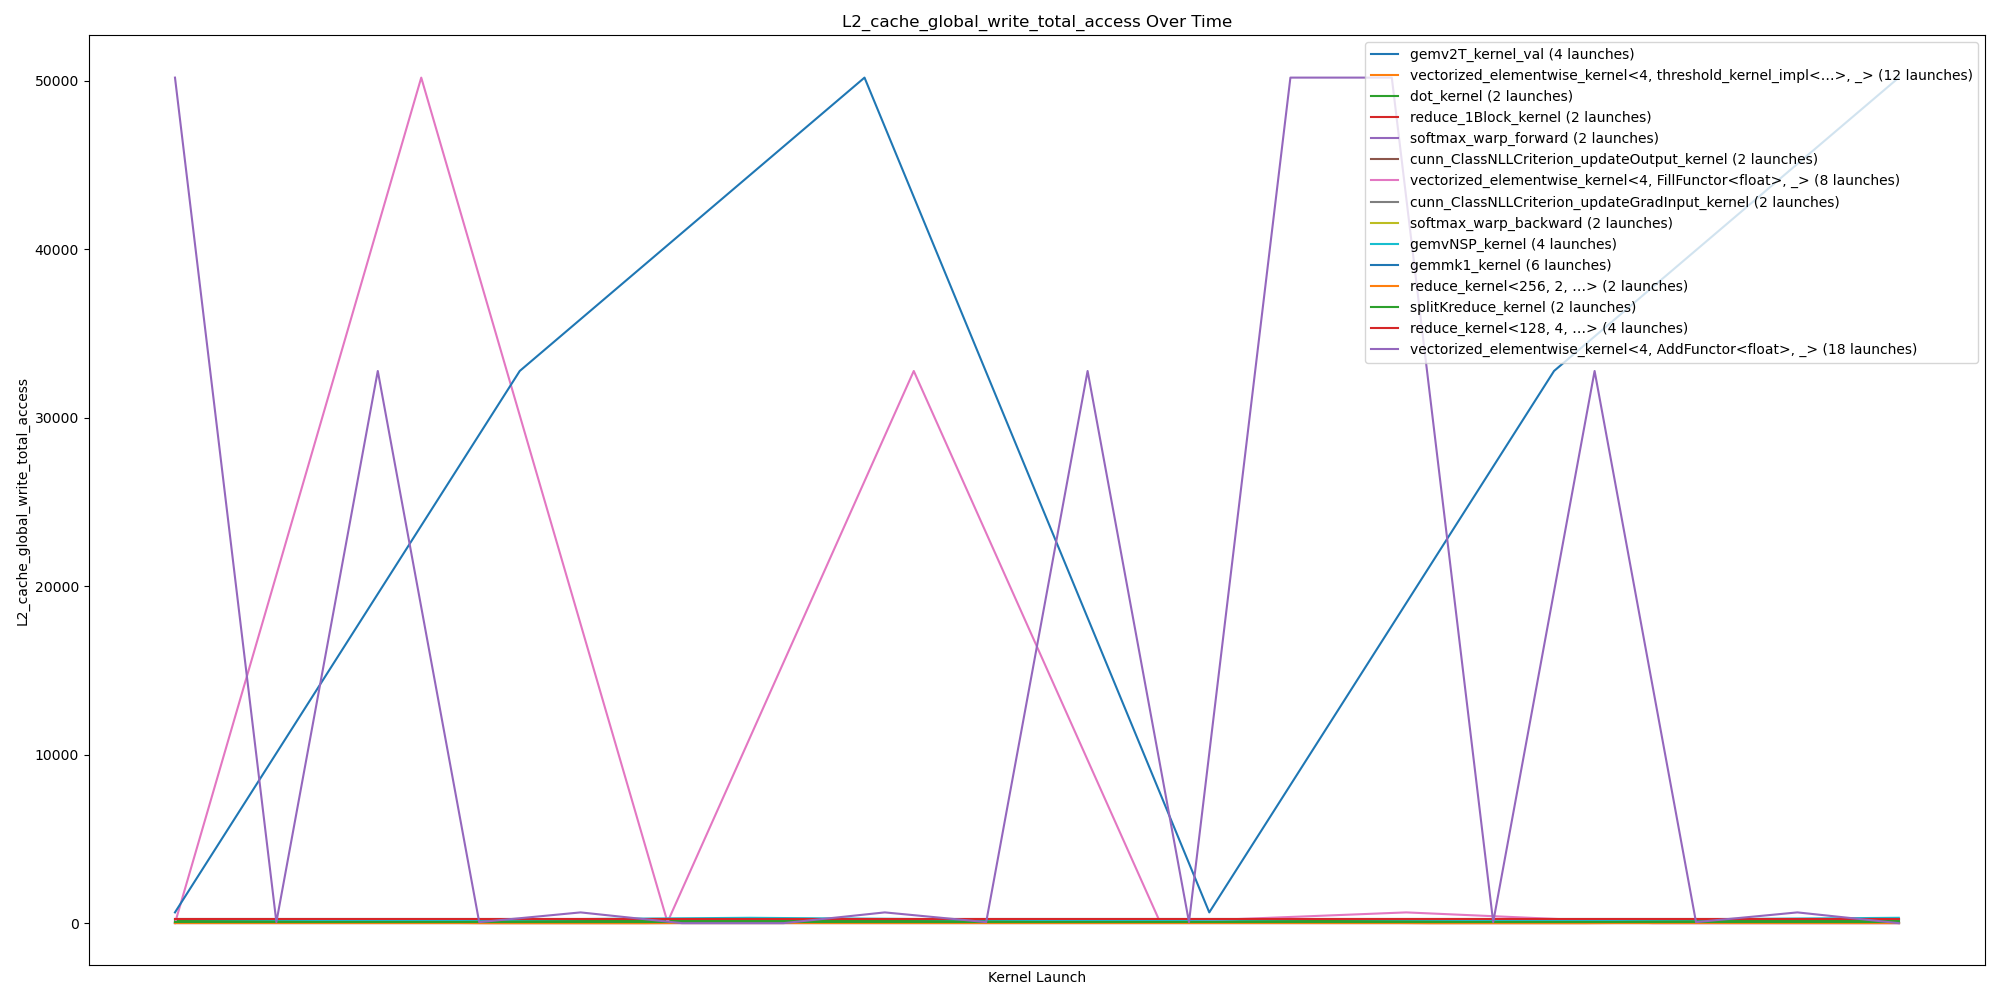 L2_cache_global_write_total_access Over Time
gemv2T_kernel_val (4 launches)
vectorized_elementwise_kernel<4, threshold_kernel_impl<...>, _> (12 launches)
dot_kernel (2 launches)
reduce_1Block_kernel (2 launches)
softmax_warp_forward (2 launches)
cunn_ClassNLLCriterion_updateOutput_kernel (2 launches)
vectorized_elementwise_kernel<4, FillFunctor<float>, _> (8 launches)
cunn_ClassNLLCriterion_updateGradInput_kernel (2 launches)
softmax_warp_backward (2 launches)
gemvNSP_kernel (4 launches)
gemmk1_kernel (6 launches)
reduce_kernel<256, 2, ...> (2 launches)
splitKreduce_kernel (2 launches)
reduce_kernel<128, 4, ...> (4 launches)
vectorized_elementwise_kernel<4, AddFunctor<float>, _> (18 launches)
L2_cache_global_write_total_access
50000
40000
30000
20000
10000
0
Kernel Launch